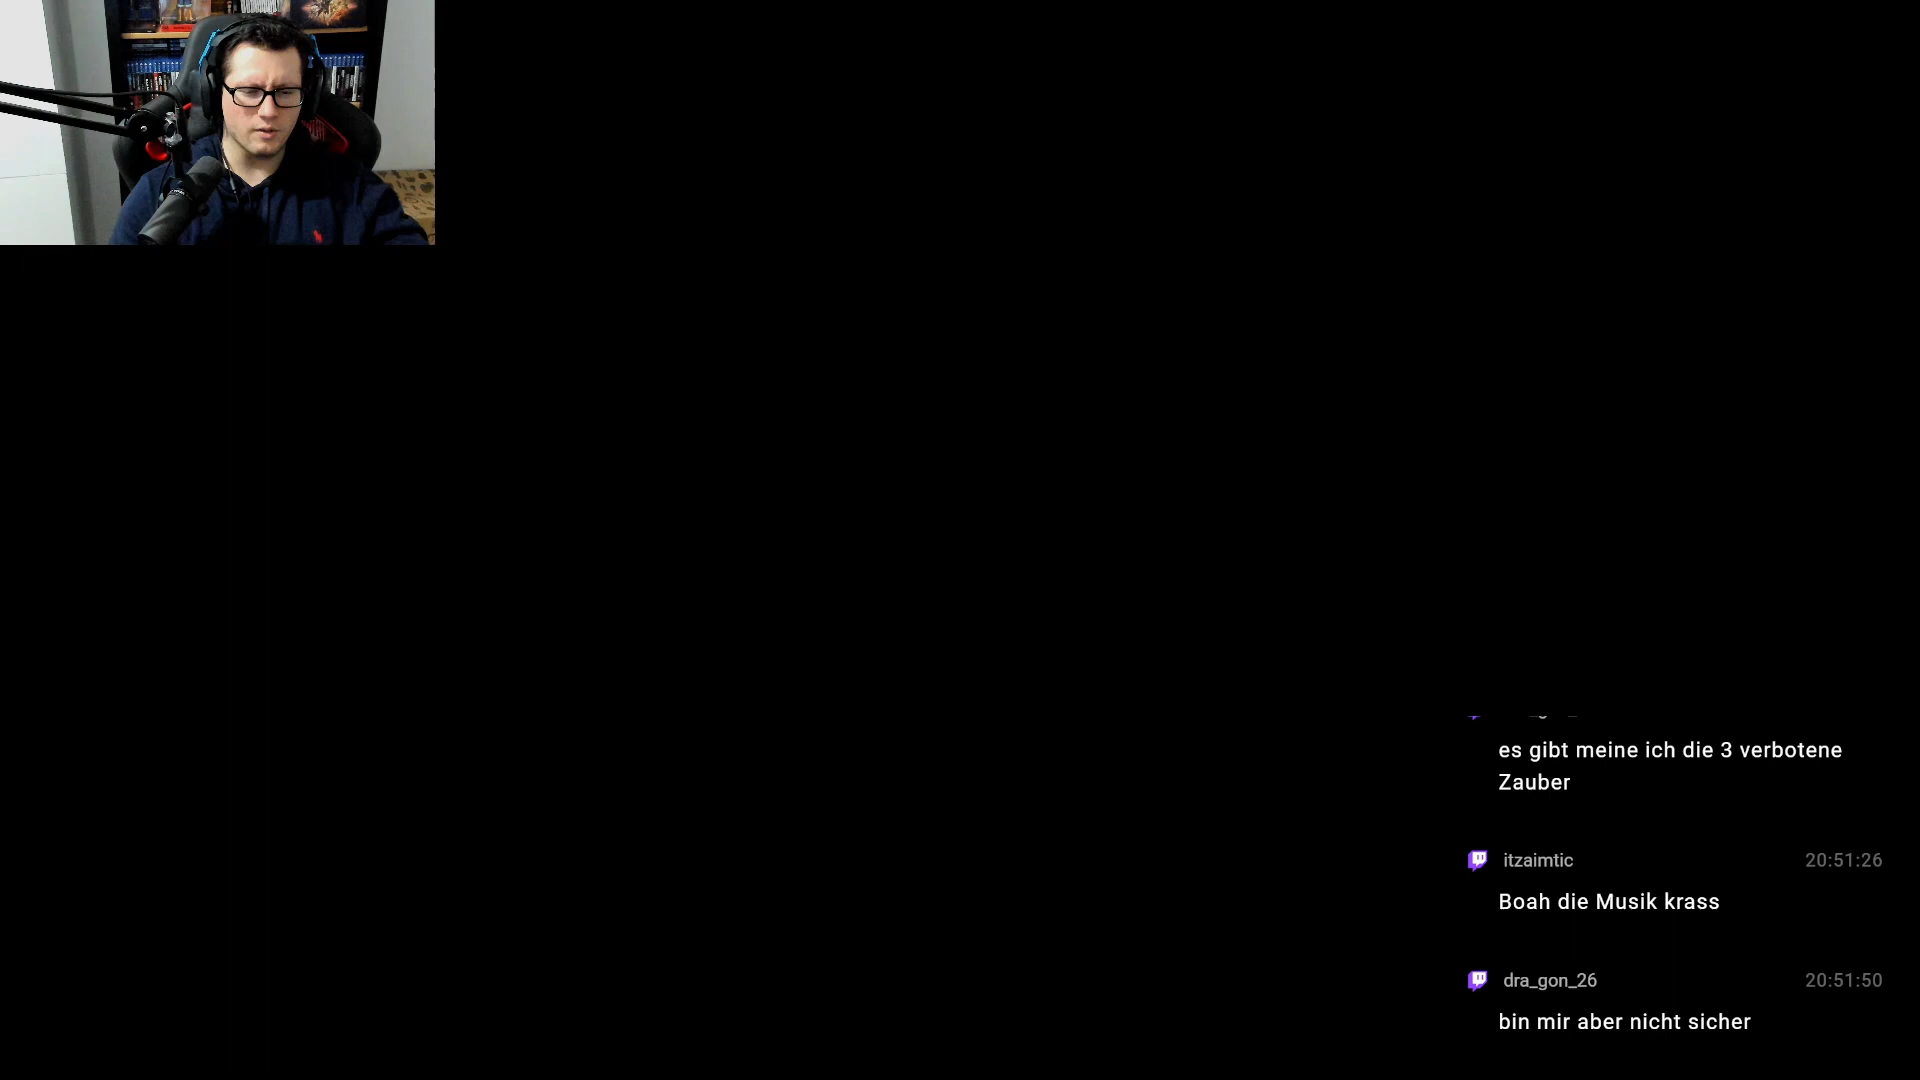 es gibt meine ich die 3 verbotene
Zauber
itzaimtic 20:51:26
Boah die Musik krass
dra_gon_26 20:51:50
bin mir aber nicht sicher